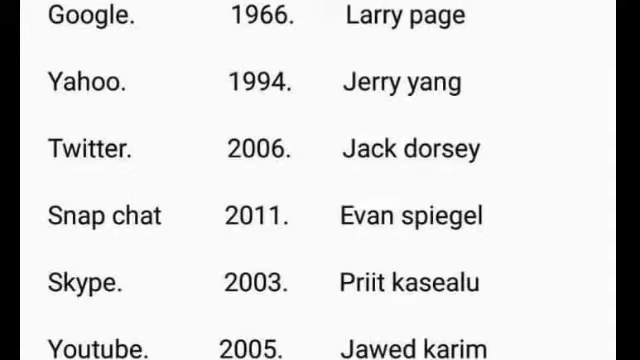 Google. 1966. Larry page
Yahoo. 1994. Jerry yang
Twitter. 2006. Jack dorsey
Snap chat 2011. Evan spiegel
Skype. 2003. Priit kasealu
Youtube. 2005. Jawed karim